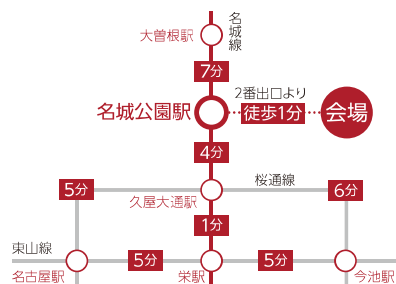 名城線
大曽根駅
7分
2番出口より
名城公園駅
徒歩1分
会場
4分
桜通線
5分
6分
久屋大通駅
1分
東山線
5分
5分
名古屋駅
栄駅
今池駅